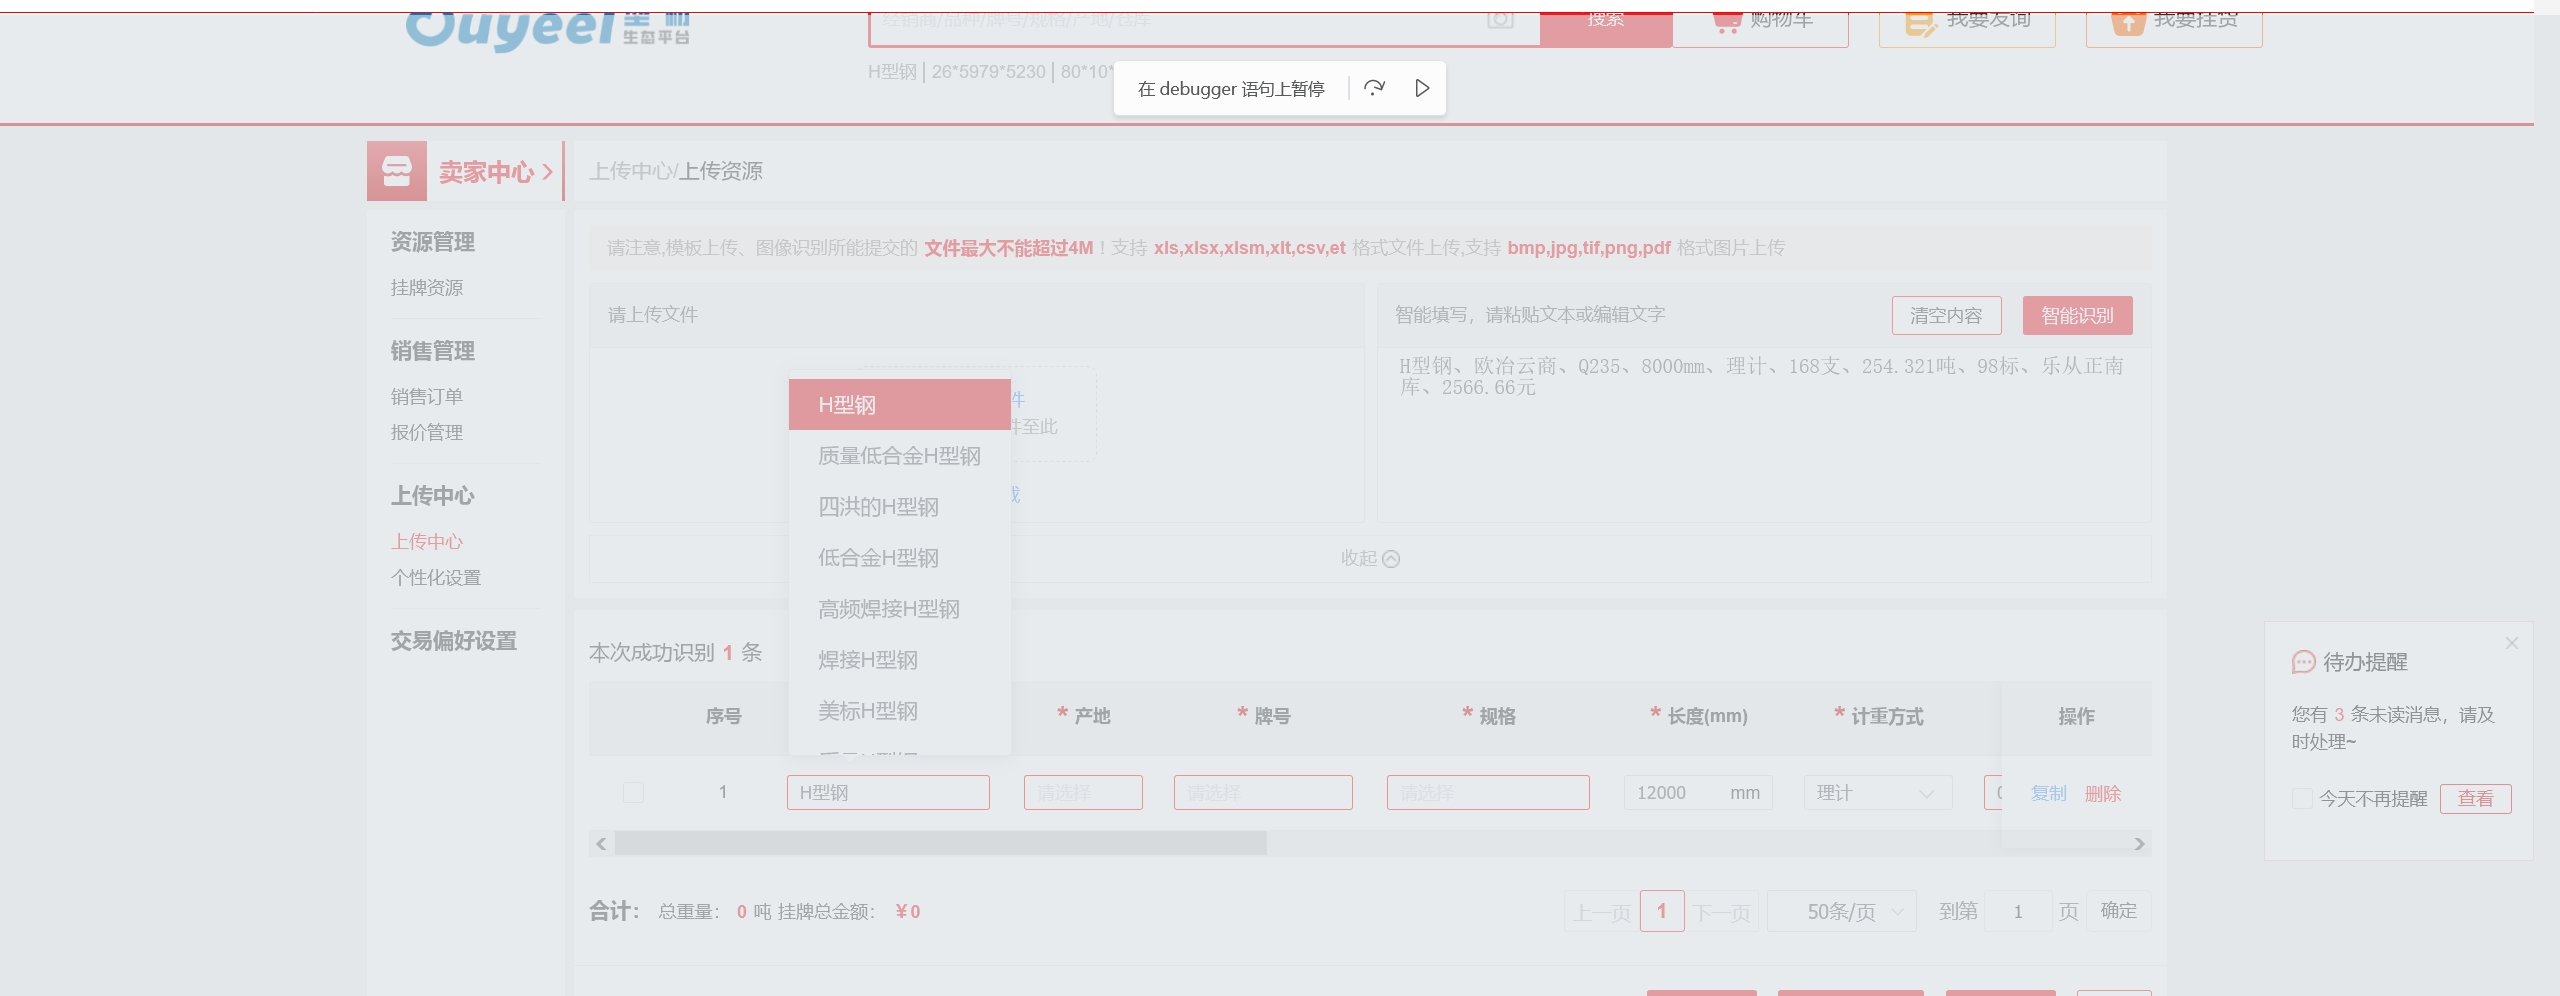 Ouyeel 生态平台
经销商/品种/牌号/规格/产地/仓库
搜索
购物车
我要发询
我要挂货
H型钢 | 26*5979*5230 | 80*10*
在 debugger 语句上暂停
卖家中心
上传中心/上传资源
资源管理
挂牌资源
销售管理
销售订单
报价管理
上传中心
上传中心
个性化设置
交易偏好设置
请注意,模板上传、图像识别所能提交的 文件最大不能超过4M！支持 xls,xlsx,xlsm,xlt,csv,et 格式文件上传,支持 bmp,jpg,tif,png,pdf 格式图片上传
请上传文件
件
件至此
载
智能填写，请粘贴文本或编辑文字
清空内容
智能识别
H型钢、欧冶云商、Q235、8000mm、理计、168支、254.321吨、98标、乐从正南
库、2566.66元
H型钢
质量低合金H型钢
四洪的H型钢
低合金H型钢
高频焊接H型钢
焊接H型钢
美标H型钢
收起
本次成功识别 1 条
序号
* 产地
* 牌号
* 规格
* 长度(mm)
* 计重方式
操作
1
H型钢
请选择
请选择
请选择
12000 mm
理计
复制
删除
合计： 总重量： 0 吨 挂牌总金额： ￥0
上一页
1
下一页
50条/页
到第 1 页
确定
待办提醒
您有 3 条未读消息，请及
时处理~
今天不再提醒
查看